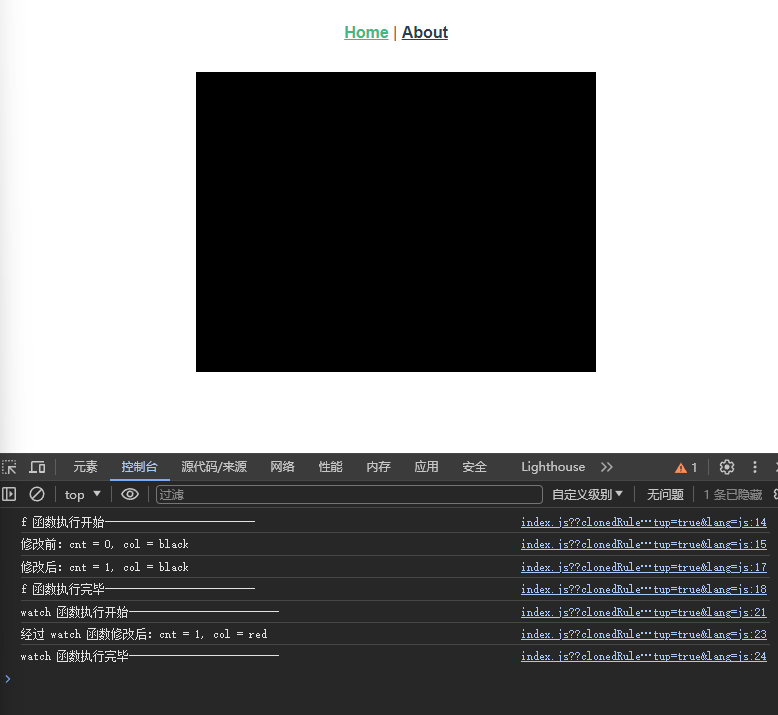 Home | About
元素 控制台 源代码/来源 网络 性能 内存 应用 安全 Lighthouse 1
top 过滤 自定义级别 无问题 1 条已隐藏
f 函数执行开始—————————————— index.js??clonedRule…tup=true&lang=js:14
修改前: cnt = 0, col = black index.js??clonedRule…tup=true&lang=js:15
修改后: cnt = 1, col = black index.js??clonedRule…tup=true&lang=js:17
f 函数执行完毕—————————————— index.js??clonedRule…tup=true&lang=js:18
watch 函数执行开始—————————————— index.js??clonedRule…tup=true&lang=js:21
经过 watch 函数修改后: cnt = 1, col = red index.js??clonedRule…tup=true&lang=js:23
watch 函数执行完毕—————————————— index.js??clonedRule…tup=true&lang=js:24